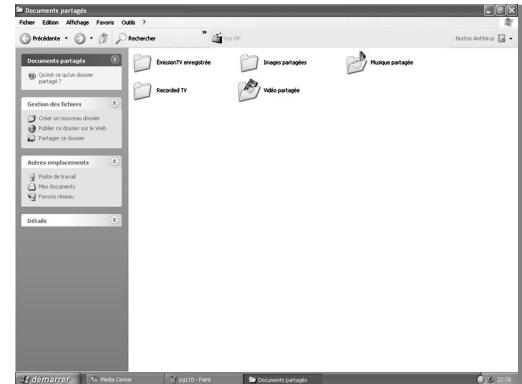 Documents partagés
Fichier Edition Affichage Favoris Outils ?
Précédente Rechercher » Vue HP Norton AntiVirus
Documents partagés
Qu'est ce qu'un dossier
partagé ?
Gestion des fichiers
Créer un nouveau dossier
Publier ce dossier sur le Web
Partager ce dossier
Autres emplacements
Poste de travail
Mes documents
Favoris réseau
Détails
ÉmissionTV enregistrée Images partagées Musique partagée
Recorded TV Vidéo partagée
démarrer Media Center pg110 - Paint Documents partagés 22:26